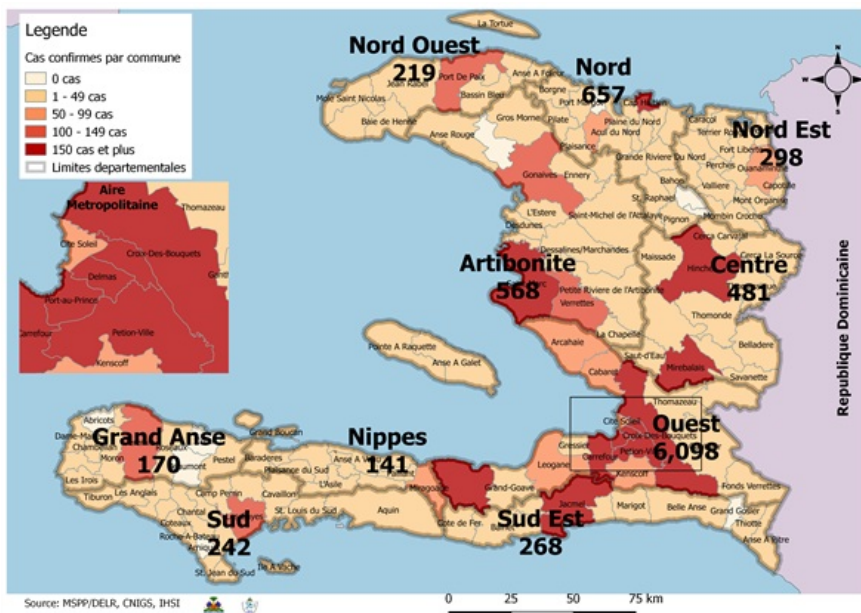 Legende
Cas confirmes par commune
0 cas
1 - 49 cas
50 - 99 cas
100 - 149 cas
150 cas et plus
Limites departementales
La Tortue
Nord Ouest
219
Port De Paix
Anse A Foleur
Jean Rabel
Bassin Bleu
Mole Saint Nicolas
Baie de Henne
Anse Rouge
Nord
657
Borgne
Port Margot
Cap Haitien
Gros Morne
Pilate
Plaine du Nord
Acul du Nord
Plaisance
Caracol
Terrier
Nord Est
298
Fort Liberte
Ouanaminthe
Perches
Grande Riviere Du Nord
Capotille
Valliere
Mont Organise
Bahon
St. Raphael
Mombin Crochu
Pignon
Gonaives
Ennery
L'Estere
Saint-Michel de l'Attalaye
Desdunes
Cerca Carvajal
Dessalines/Marchandes
Maissade
Cerca La Source
Artibonite
568
Centre
481
Hinche
Petite Riviere de l'Artibonite
Verrettes
Thomonde
La Chapelle
Belladere
Arcahaie
Saut-d'Eau
Mirebalais
Cabaret
Savanette
Aire
Metropolitaine
Thomazeau
Cite Soleil
Croix-Des-Bouquets
Delmas
Port-au-Prince
Carrefour
Petion-Ville
Kenscoff
Pointe A Raquette
Anse A Galet
Republique Dominicaine
Thomazeau
Cite Soleil
Ouest
6,098
Croix-Des-Bouquets
Gressier
Carrefour
Petion-Ville
Leogane
Kenscoff
Fonds Verrettes
Abricots
Grand Anse
170
Grand Boucan
Nippes
141
Chambellan
Moron
Pestel
Baraderes
Plaisance du Sud
L'Asile
Miragoane
Grand-Goave
Les Irois
Tiburon
Les Anglais
Camp Perrin
Cavaillon
Aquin
Cote de Fer
Jacmel
Marigot
Belle Anse
Grand Gosier
Thiotte
Anse A Pitre
Chantal
Coteaux
St. Louis du Sud
Sud
242
Sud Est
268
Roche-A-Bateau
St. Jean du Sud
Ile A Vache
N
W
E
S
Source: MSPP/DELR, CNIGS, IHSI
0 25 50 75 km